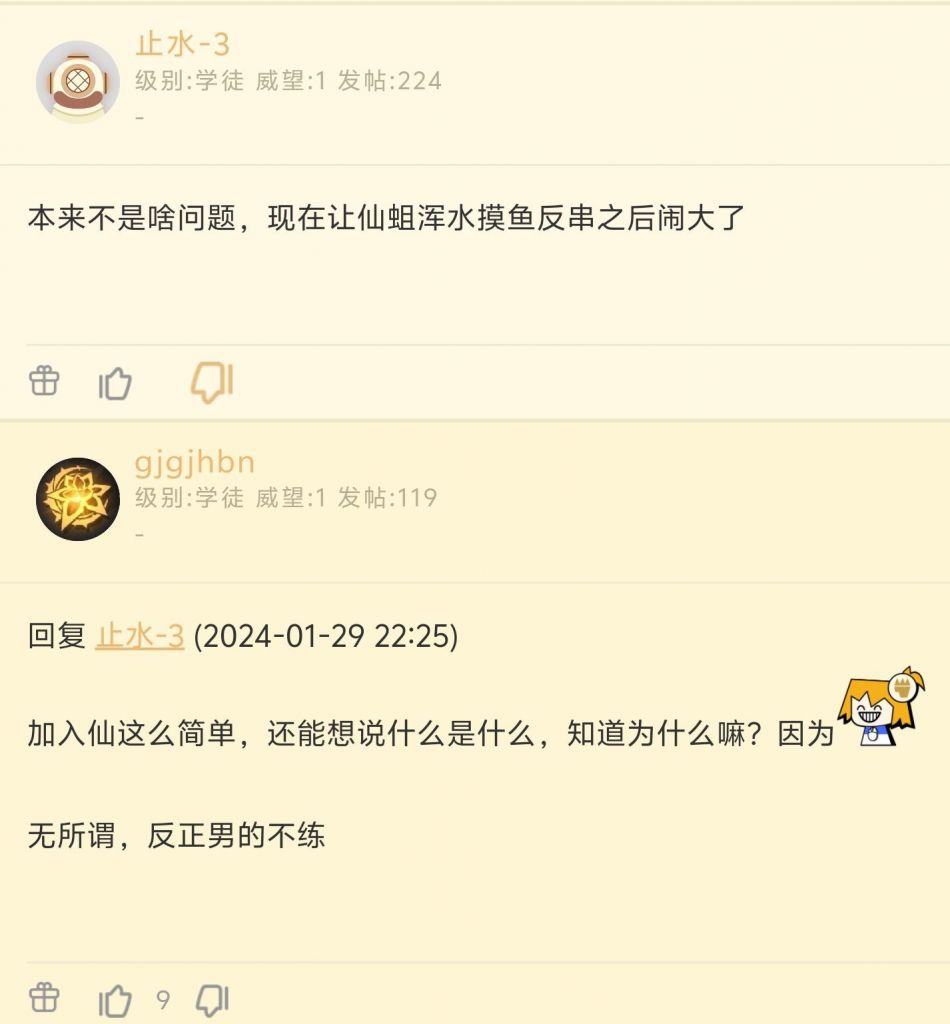 止水-3
级别:学徒 威望:1 发帖:224
-
本来不是啥问题，现在让仙蛆浑水摸鱼反串之后闹大了
gjgjhbn
级别:学徒 威望:1 发帖:119
-
回复 止水-3 (2024-01-29 22:25)
加入仙这么简单，还能想说什么是什么，知道为什么嘛？因为
无所谓，反正男的不练
9